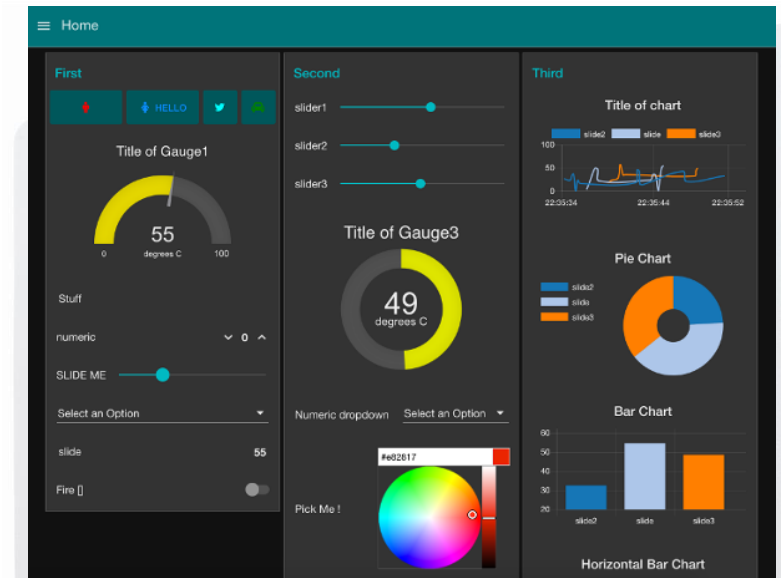 Home
First
HELLO
Title of Gauge1
55
degrees C
0
100
Stuff
numeric
0
SLIDE ME
Select an Option
slide
55
Fire []
Second
slider1
slider2
slider3
Title of Gauge3
49
degrees C
Numeric dropdown
Select an Option
#e82817
Pick Me !
Third
Title of chart
slide2 slide slide3
100
50
0
22:35:34 22:35:44 22:35:52
Pie Chart
slide2
slide
slide3
Bar Chart
60
50
40
30
20
slide2 slide slide3
Horizontal Bar Chart